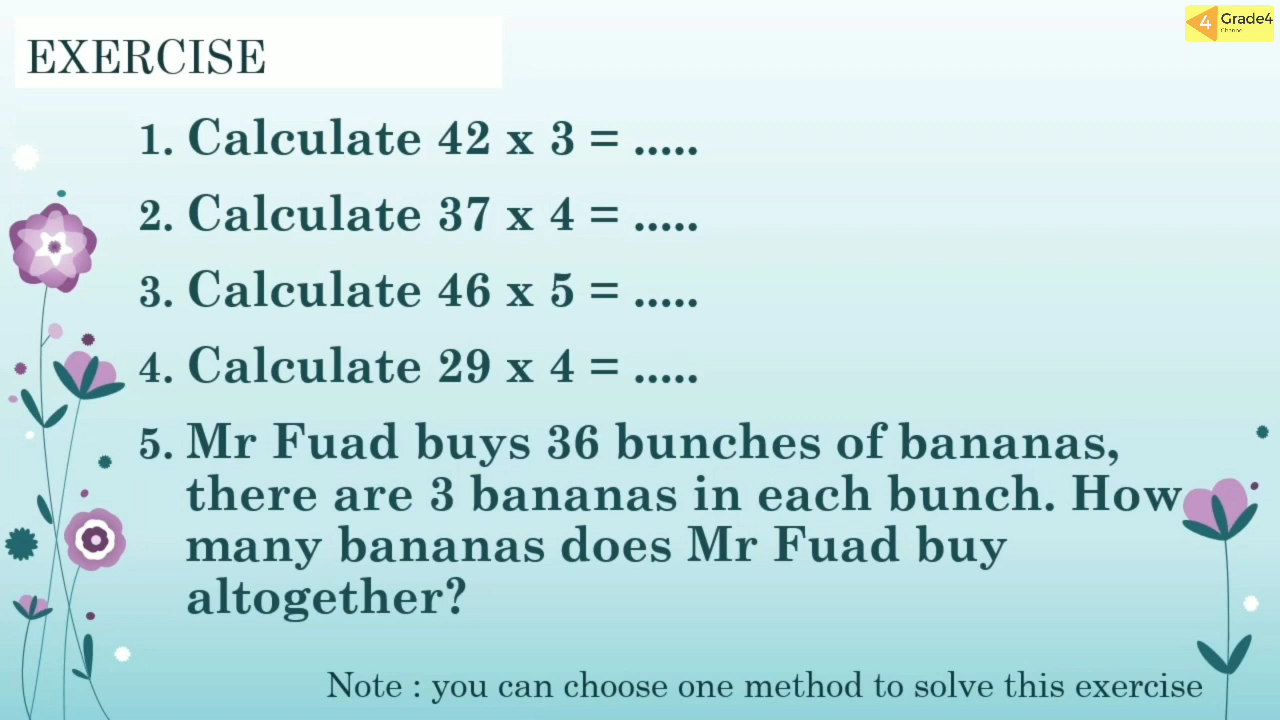 4 Grade4
Channel
EXERCISE
1. Calculate 42 x 3 = .....
2. Calculate 37 x 4 = .....
3. Calculate 46 x 5 = .....
4. Calculate 29 x 4 = .....
5. Mr Fuad buys 36 bunches of bananas,
there are 3 bananas in each bunch. How
many bananas does Mr Fuad buy
altogether?
Note : you can choose one method to solve this exercise